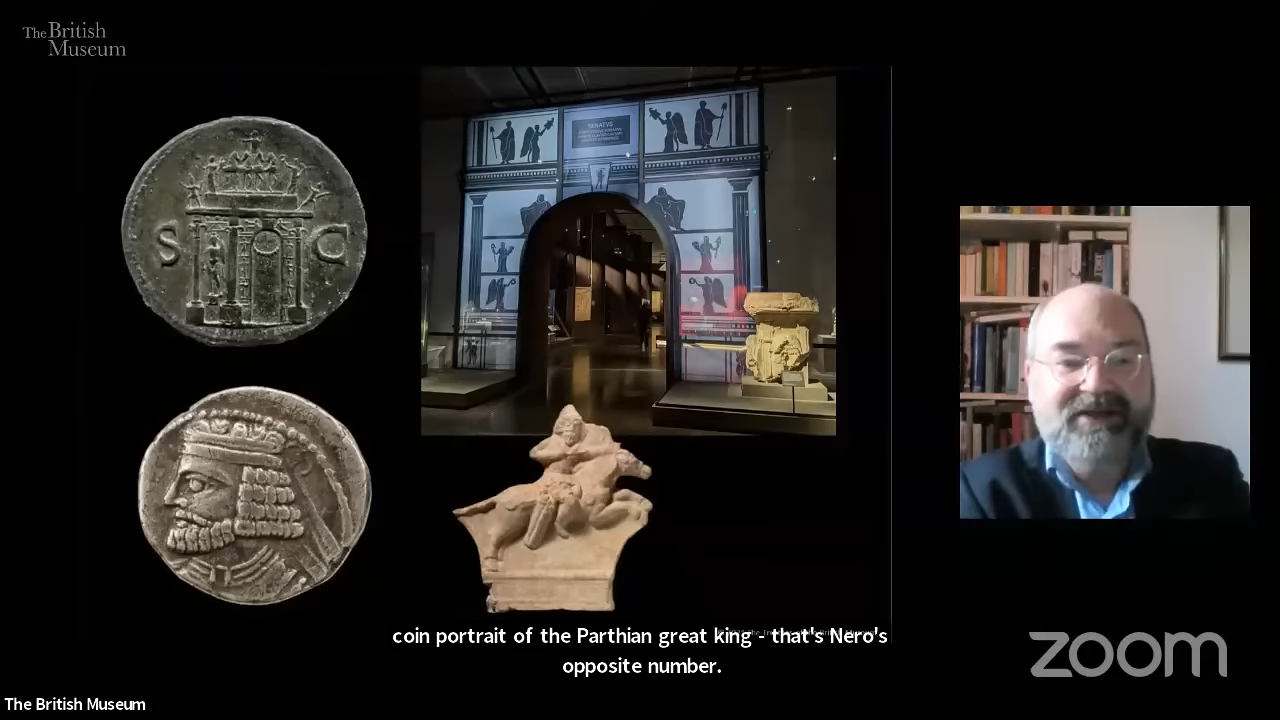 The British
Museum
S C
SENATVS
coin portrait of the Parthian great king - that's Nero's
opposite number.
zoom
The British Museum